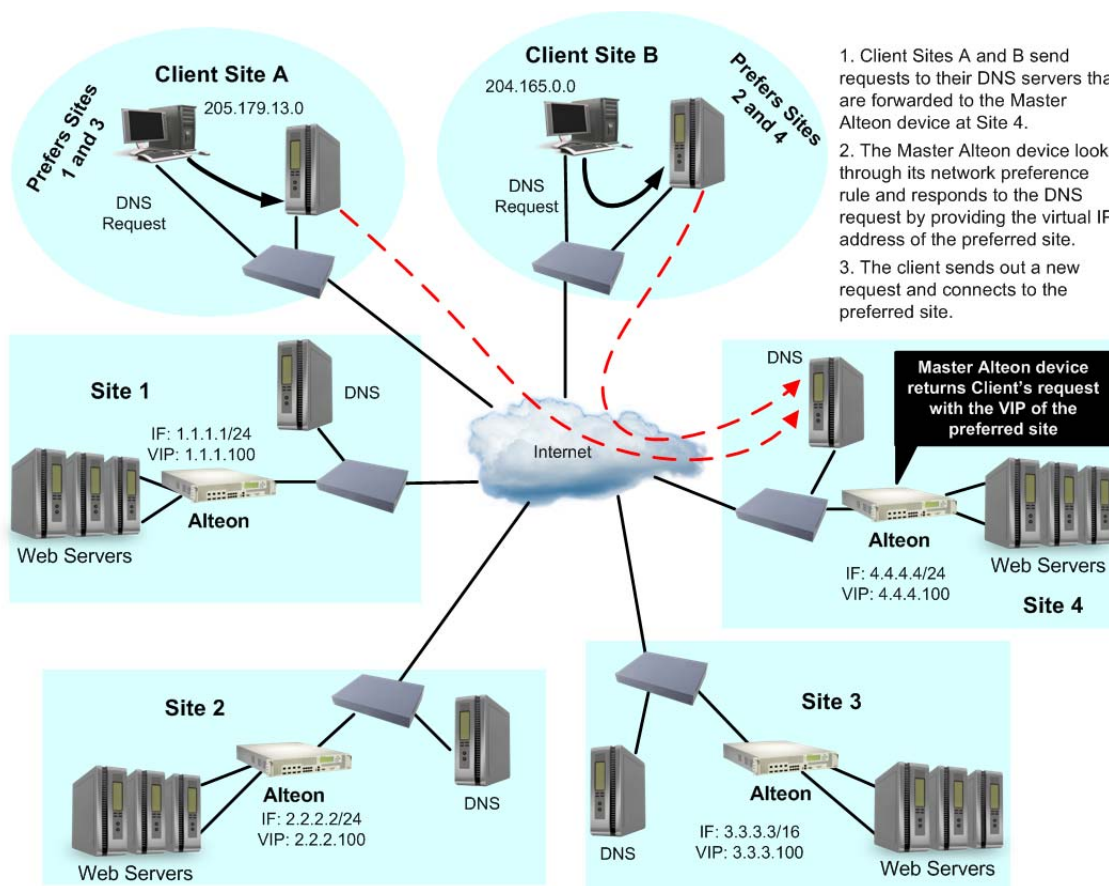 Client Site A
205.179.13.0
Prefers Sites
1 and 3
DNS
Request
Client Site B
204.165.0.0
Prefers Sites
2 and 4
DNS
Request
1. Client Sites A and B send
requests to their DNS servers tha
are forwarded to the Master
Alteon device at Site 4.
2. The Master Alteon device look
through its network preference
rule and responds to the DNS
request by providing the virtual IP
address of the preferred site.
3. The client sends out a new
request and connects to the
preferred site.
Site 1
DNS
IF: 1.1.1.1/24
VIP: 1.1.1.100
Alteon
Web Servers
Internet
DNS
Master Alteon device
returns Client's request
with the VIP of the
preferred site
Alteon
IF: 4.4.4.4/24
VIP: 4.4.4.100
Web Servers
Site 4
Site 2
Alteon
IF: 2.2.2.2/24
VIP: 2.2.2.100
DNS
Web Servers
Site 3
Alteon
IF: 3.3.3.3/16
VIP: 3.3.3.100
DNS
Web Servers